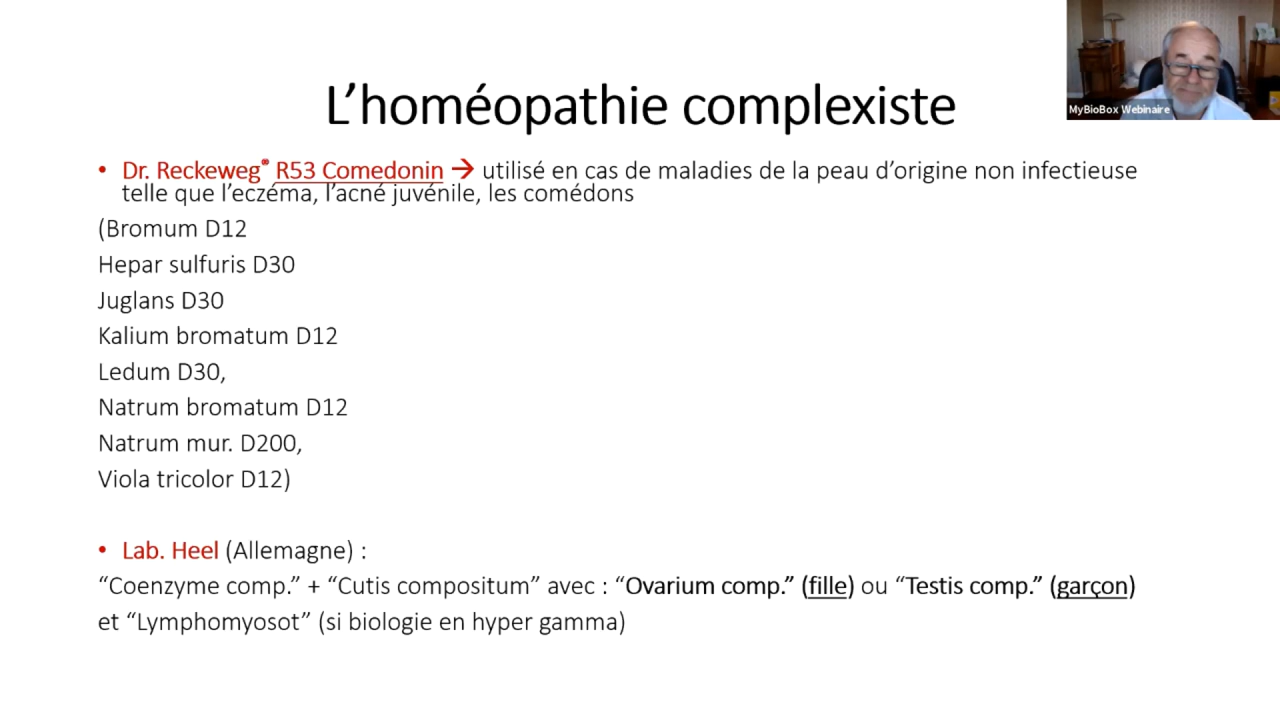 L’homéopathie complexiste
MyBioBox Webinaire
• Dr. Reckeweg® R53 Comedonin → utilisé en cas de maladies de la peau d’origine non infectieuse
telle que l’eczéma, l’acné juvénile, les comédons
(Bromum D12
Hepar sulfuris D30
Juglans D30
Kalium bromatum D12
Ledum D30,
Natrum bromatum D12
Natrum mur. D200,
Viola tricolor D12)
• Lab. Heel (Allemagne) :
“Coenzyme comp.” + “Cutis compositum” avec : “Ovarium comp.” (fille) ou “Testis comp.” (garçon)
et “Lymphomyosot” (si biologie en hyper gamma)